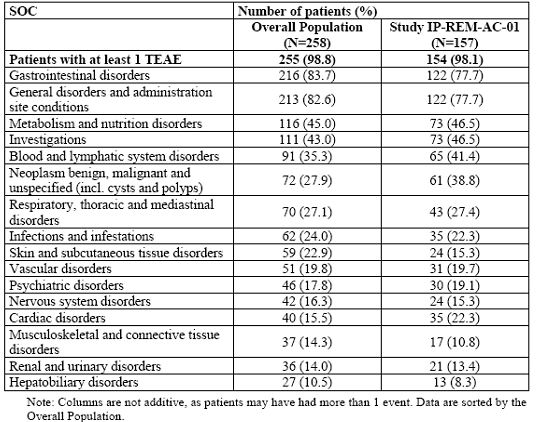 SOC Number of patients (%)
Overall Population Study IP-REM-AC-01
(N=258) (N=157)
Patients with at least 1 TEAE 255 (98.8) 154 (98.1)
Gastrointestinal disorders 216 (83.7) 122 (77.7)
General disorders and administration 213 (82.6) 122 (77.7)
site conditions
Metabolism and nutrition disorders 116 (45.0) 73 (46.5)
Investigations 111 (43.0) 73 (46.5)
Blood and lymphatic system disorders 91 (35.3) 65 (41.4)
Neoplasm benign, malignant and 72 (27.9) 61 (38.8)
unspecified (incl. cysts and polyps)
Respiratory, thoracic and mediastinal 70 (27.1) 43 (27.4)
disorders
Infections and infestations 62 (24.0) 35 (22.3)
Skin and subcutaneous tissue disorders 59 (22.9) 24 (15.3)
Vascular disorders 51 (19.8) 31 (19.7)
Psychiatric disorders 46 (17.8) 30 (19.1)
Nervous system disorders 42 (16.3) 24 (15.3)
Cardiac disorders 40 (15.5) 35 (22.3)
Musculoskeletal and connective tissue 37 (14.3) 17 (10.8)
disorders
Renal and urinary disorders 36 (14.0) 21 (13.4)
Hepatobiliary disorders 27 (10.5) 13 (8.3)
Note: Columns are not additive, as patients may have had more than 1 event. Data are sorted by the
Overall Population.